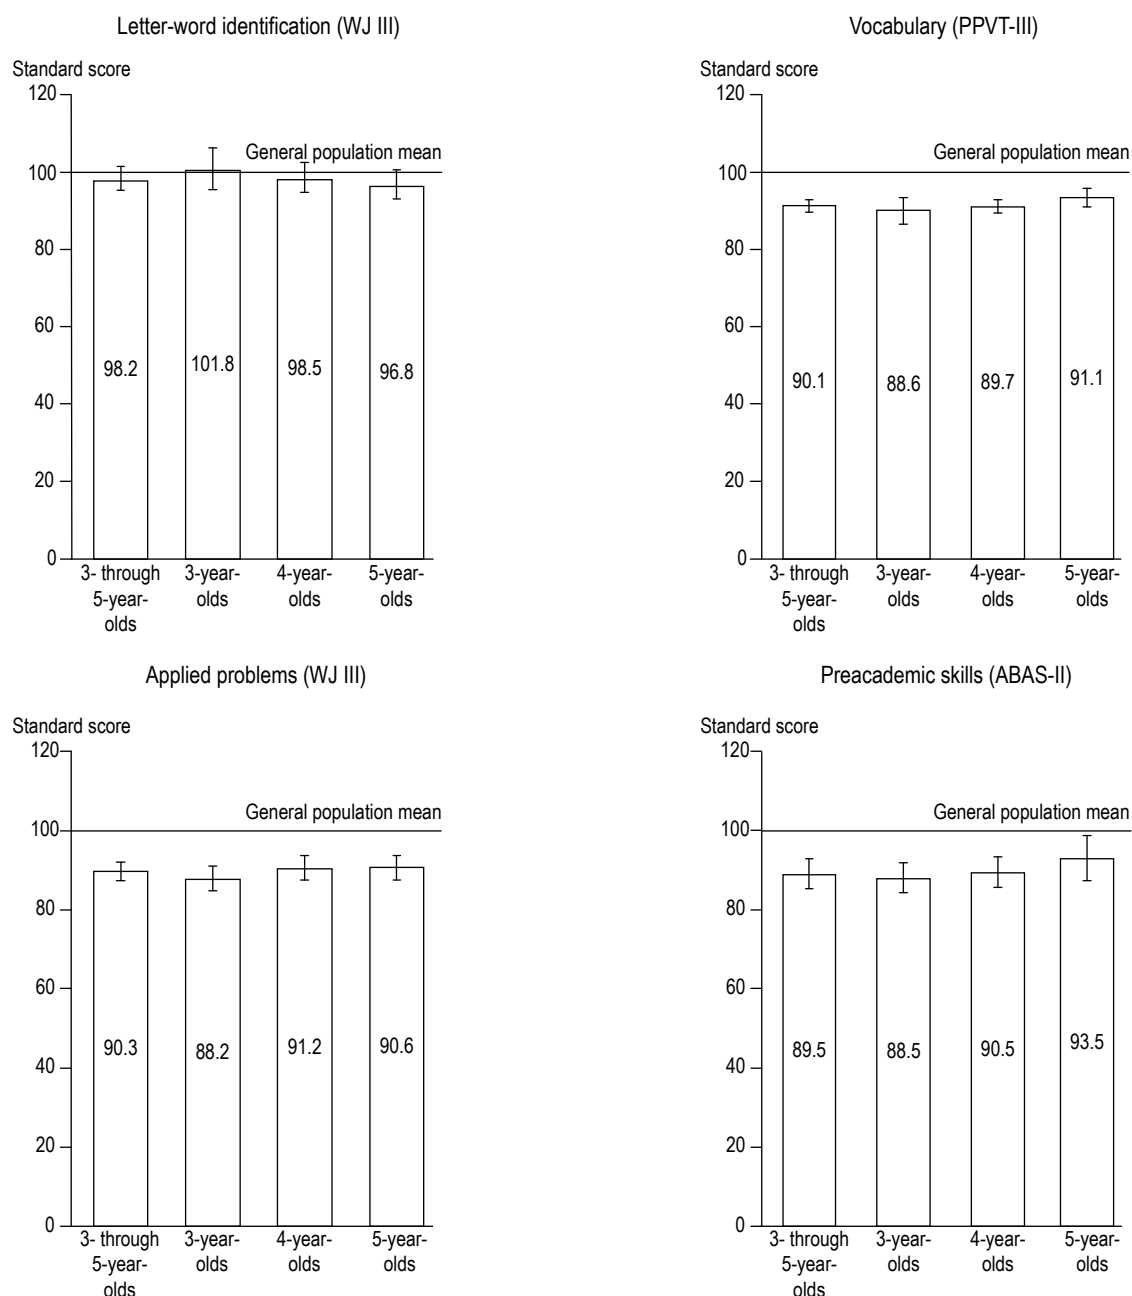 Letter-word identification (WJ III)
Standard score
120
100
80
60
40
20
0
General population mean
98.2
101.8
98.5
96.8
3- through
5-year-
olds
3-year-
olds
4-year-
olds
5-year-
olds
Vocabulary (PPVT-III)
Standard score
120
100
80
60
40
20
0
General population mean
90.1
88.6
89.7
91.1
3- through
5-year-
olds
3-year-
olds
4-year-
olds
5-year-
olds
Applied problems (WJ III)
Standard score
120
100
80
60
40
20
0
General population mean
90.3
88.2
91.2
90.6
3- through
5-year-
olds
3-year-
olds
4-year-
olds
5-year-
olds
Preacademic skills (ABAS-II)
Standard score
120
100
80
60
40
20
0
General population mean
89.5
88.5
90.5
93.5
3- through
5-year-
olds
3-year-
olds
4-year-
olds
5-year-
olds